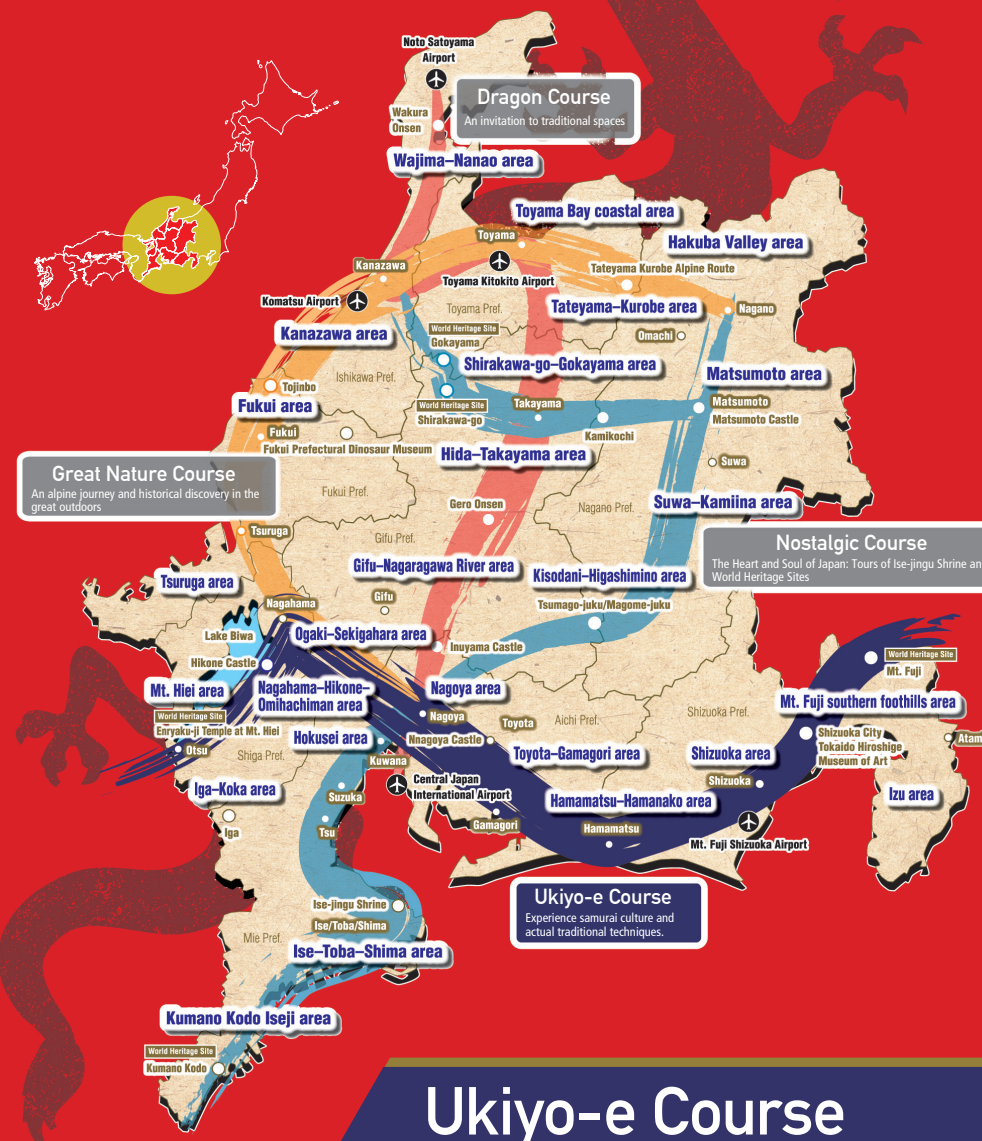 Noto Satoyama
Airport
Dragon Course
An invitation to traditional spaces
Wakura
Onsen
Wajima–Nanao area
Toyama Bay coastal area
Toyama
Hakuba Valley area
Kanazawa
Tateyama Kurobe Alpine Route
Toyama Kitokito Airport
Komatsu Airport
Toyama Pref.
Tateyama–Kurobe area
Nagano
Kanazawa area
World Heritage Site
Gokayama
Omachi
Shirakawa-go–Gokayama area
Ishikawa Pref.
Matsumoto area
Tojinbo
World Heritage Site
Shirakawa-go
Takayama
Matsumoto
Matsumoto Castle
Fukui area
Kamikochi
Fukui
Fukui Prefectural Dinosaur Museum
Hida–Takayama area
Suwa
Great Nature Course
An alpine journey and historical discovery in the
great outdoors
Fukui Pref.
Gero Onsen
Nagano Pref.
Suwa–Kamiina area
Tsuruga
Gifu Pref.
Nostalgic Course
The Heart and Soul of Japan: Tours of Ise-jingu Shrine an
World Heritage Sites
Gifu–Nagaragawa River area
Kisodani–Higashimino area
Tsuruga area
Gifu
Tsumago-juku/Magome-juku
Nagahama
Lake Biwa
Ogaki–Sekigahara area
Inuyama Castle
Hikone Castle
World Heritage Site
Mt. Fuji
Mt. Hiei area
Nagahama–Hikone–
Omihachiman area
Nagoya area
Mt. Fuji southern foothills area
World Heritage Site
Enryaku-ji Temple at Mt. Hiei
Nagoya
Toyota
Aichi Pref.
Shizuoka Pref.
Otsu
Hokusei area
Nnagoya Castle
Shizuoka City
Tokaido Hiroshige
Museum of Art
Atam
Shiga Pref.
Kuwana
Toyota–Gamagori area
Shizuoka area
Iga–Koka area
Suzuka
Central Japan
International Airport
Shizuoka
Izu area
Hamamatsu–Hamanako area
Iga
Tsu
Gamagori
Hamamatsu
Mt. Fuji Shizuoka Airport
Ukiyo-e Course
Experience samurai culture and
actual traditional techniques.
Ise-jingu Shrine
Ise/Toba/Shima
Mie Pref.
Ise–Toba–Shima area
Kumano Kodo Iseji area
World Heritage Site
Kumano Kodo
Ukiyo-e Course